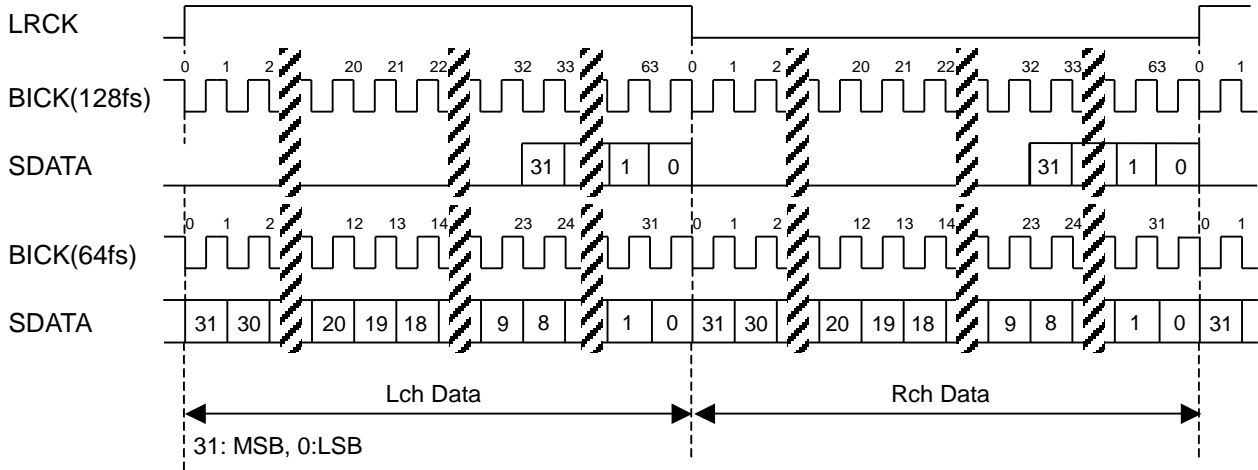 LRCK
0 1 2 20 21 22 32 33 63 0 1 2 20 21 22 32 33 63 0 1
BICK(128fs)
SDATA 31 1 0 31 1 0
0 1 2 12 13 14 23 24 31 0 1 2 12 13 14 23 24 31 0 1
BICK(64fs)
SDATA 31 30 20 19 18 9 8 1 0 31 30 20 19 18 9 8 1 0 31
Lch Data Rch Data
31: MSB, 0:LSB